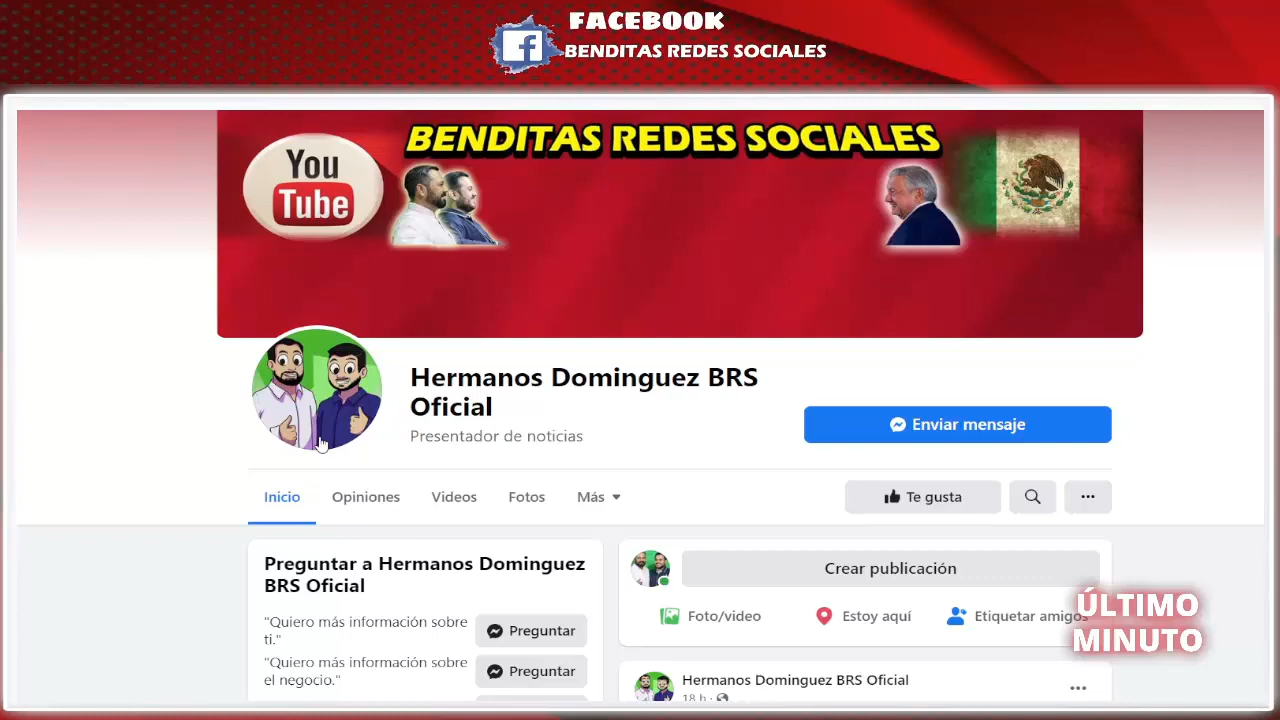 FACEBOOK
BENDITAS REDES SOCIALES
BENDITAS REDES SOCIALES
You
Tube
Hermanos Dominguez BRS
Oficial
Presentador de noticias
Enviar mensaje
Inicio
Opiniones
Videos
Fotos
Más
Te gusta
Preguntar a Hermanos Dominguez
BRS Oficial
"Quiero más información sobre
ti."
Preguntar
"Quiero más información sobre
el negocio."
Preguntar
Crear publicación
Foto/video
Estoy aquí
Etiquetar amigos
ÚLTIMO
MINUTO
Hermanos Dominguez BRS Oficial
18 h ·